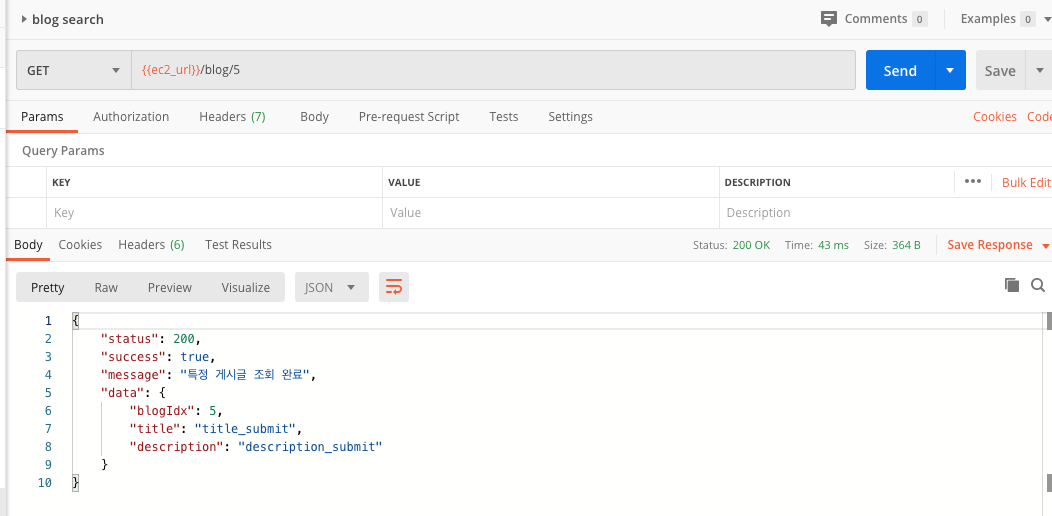 blog search
Comments 0
Examples 0
GET
{{ec2_url}}/blog/5
Send
Save
Params
Authorization
Headers (7)
Body
Pre-request Script
Tests
Settings
Cookies
Code
Query Params
KEY
VALUE
DESCRIPTION
Bulk Edit
Key
Value
Description
Body
Cookies
Headers (6)
Test Results
Status: 200 OK
Time: 43 ms
Size: 364 B
Save Response
Pretty
Raw
Preview
Visualize
JSON
1 {
2 "status": 200,
3 "success": true,
4 "message": "특정 게시글 조회 완료",
5 "data": {
6 "blogIdx": 5,
7 "title": "title_submit",
8 "description": "description_submit"
9 }
10 }